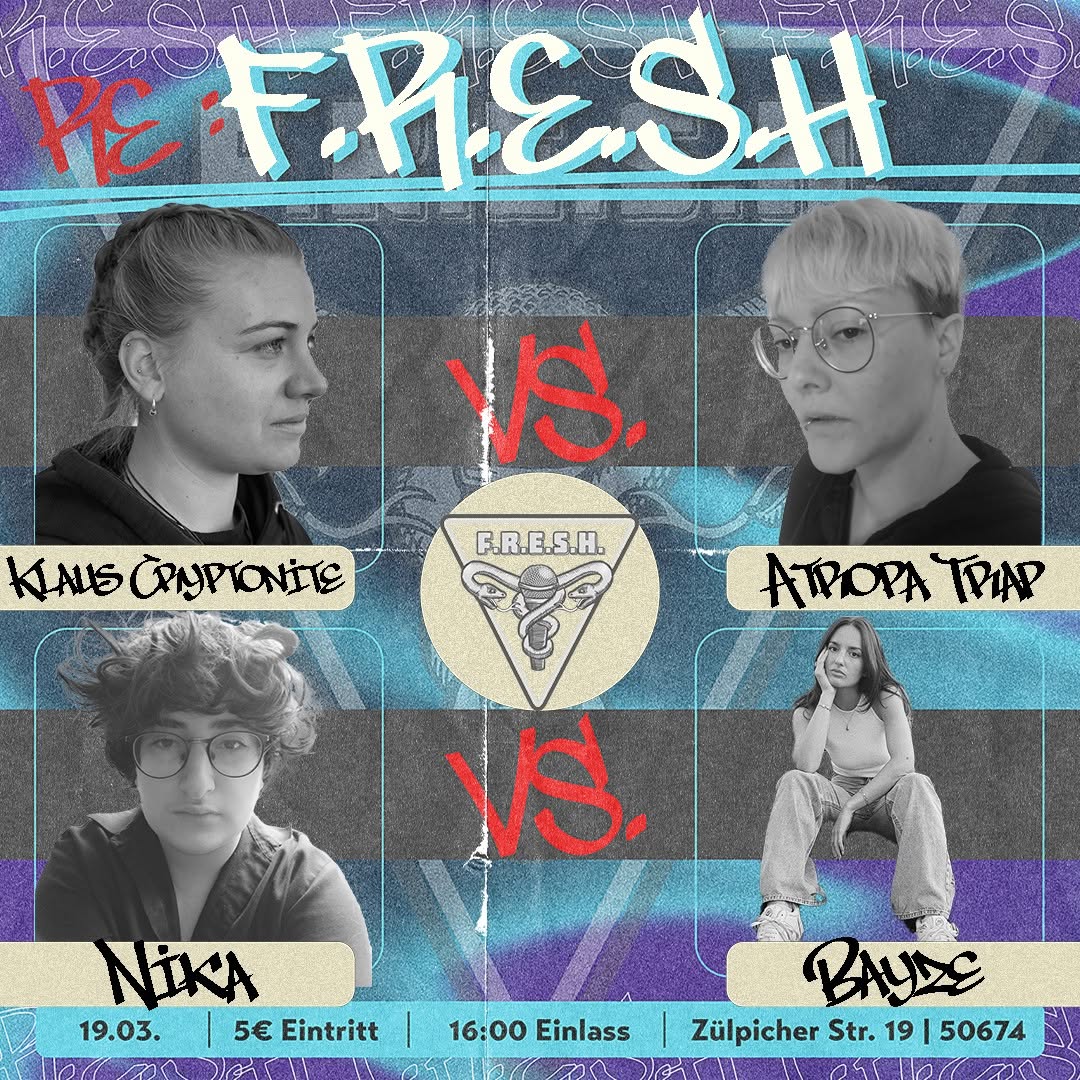 RE : F.R.E.S.H
VS.
F.R.E.S.H.
KLAUS CRYPTONITE
ATROPA TRAP
VS.
NIKA
BAYZE
19.03. | 5€ Eintritt | 16:00 Einlass | Zülpicher Str. 19 | 50674